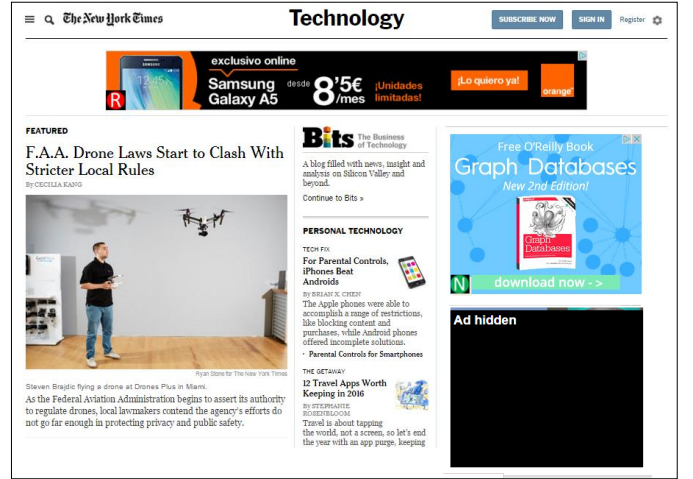 The New York Times
Technology
SUBSCRIBE NOW
SIGN IN
Register
exclusivo online
Samsung
Galaxy A5
desde
8'5€
/mes
¡Unidades
limitadas!
¡Lo quiero ya!
orange
12:45
R
FEATURED
F.A.A. Drone Laws Start to Clash With
Stricter Local Rules
By CECILIA KANG
Ryan Stone for The New York Times
Steven Brajdic flying a drone at Drones Plus in Miami.
As the Federal Aviation Administration begins to assert its authority
to regulate drones, local lawmakers contend the agency's efforts do
not go far enough in protecting privacy and public safety.
Bits
The Business
of Technology
A blog filled with news, insight and
analysis on Silicon Valley and
beyond.
Continue to Bits »
PERSONAL TECHNOLOGY
TECH FIX
For Parental Controls,
iPhones Beat
Androids
By BRIAN X. CHEN
The Apple phones were able to
accomplish a range of restrictions,
like blocking content and
purchases, while Android phones
offered incomplete solutions.
· Parental Controls for Smartphones
THE GETAWAY
12 Travel Apps Worth
Keeping in 2016
By STEPHANIE
ROSENBLOOM
Travel is about tapping
the world, not a screen, so let's end
the year with an app purge, keeping
Free O'Reilly Book
Graph Databases
New 2nd Edition!
Graph
Databases
N
download now - >
Ad hidden